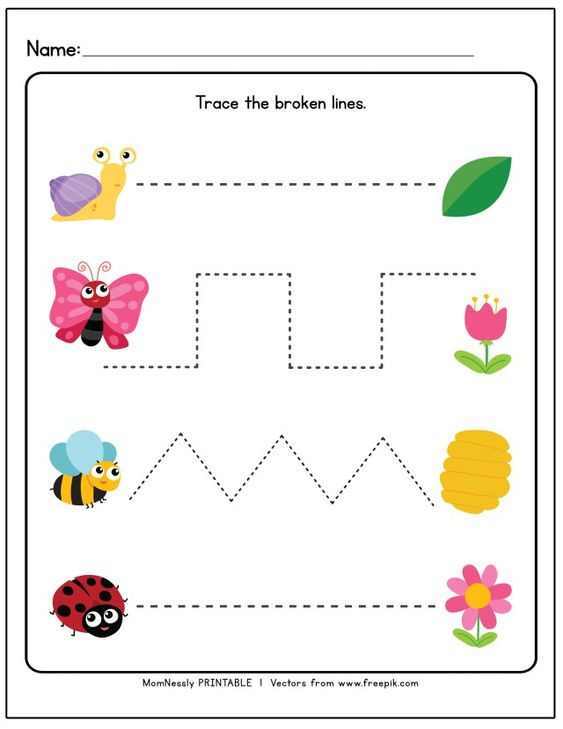 Name:
Trace the broken lines.
MomNessly PRINTABLE | Vectors from www.freepik.com